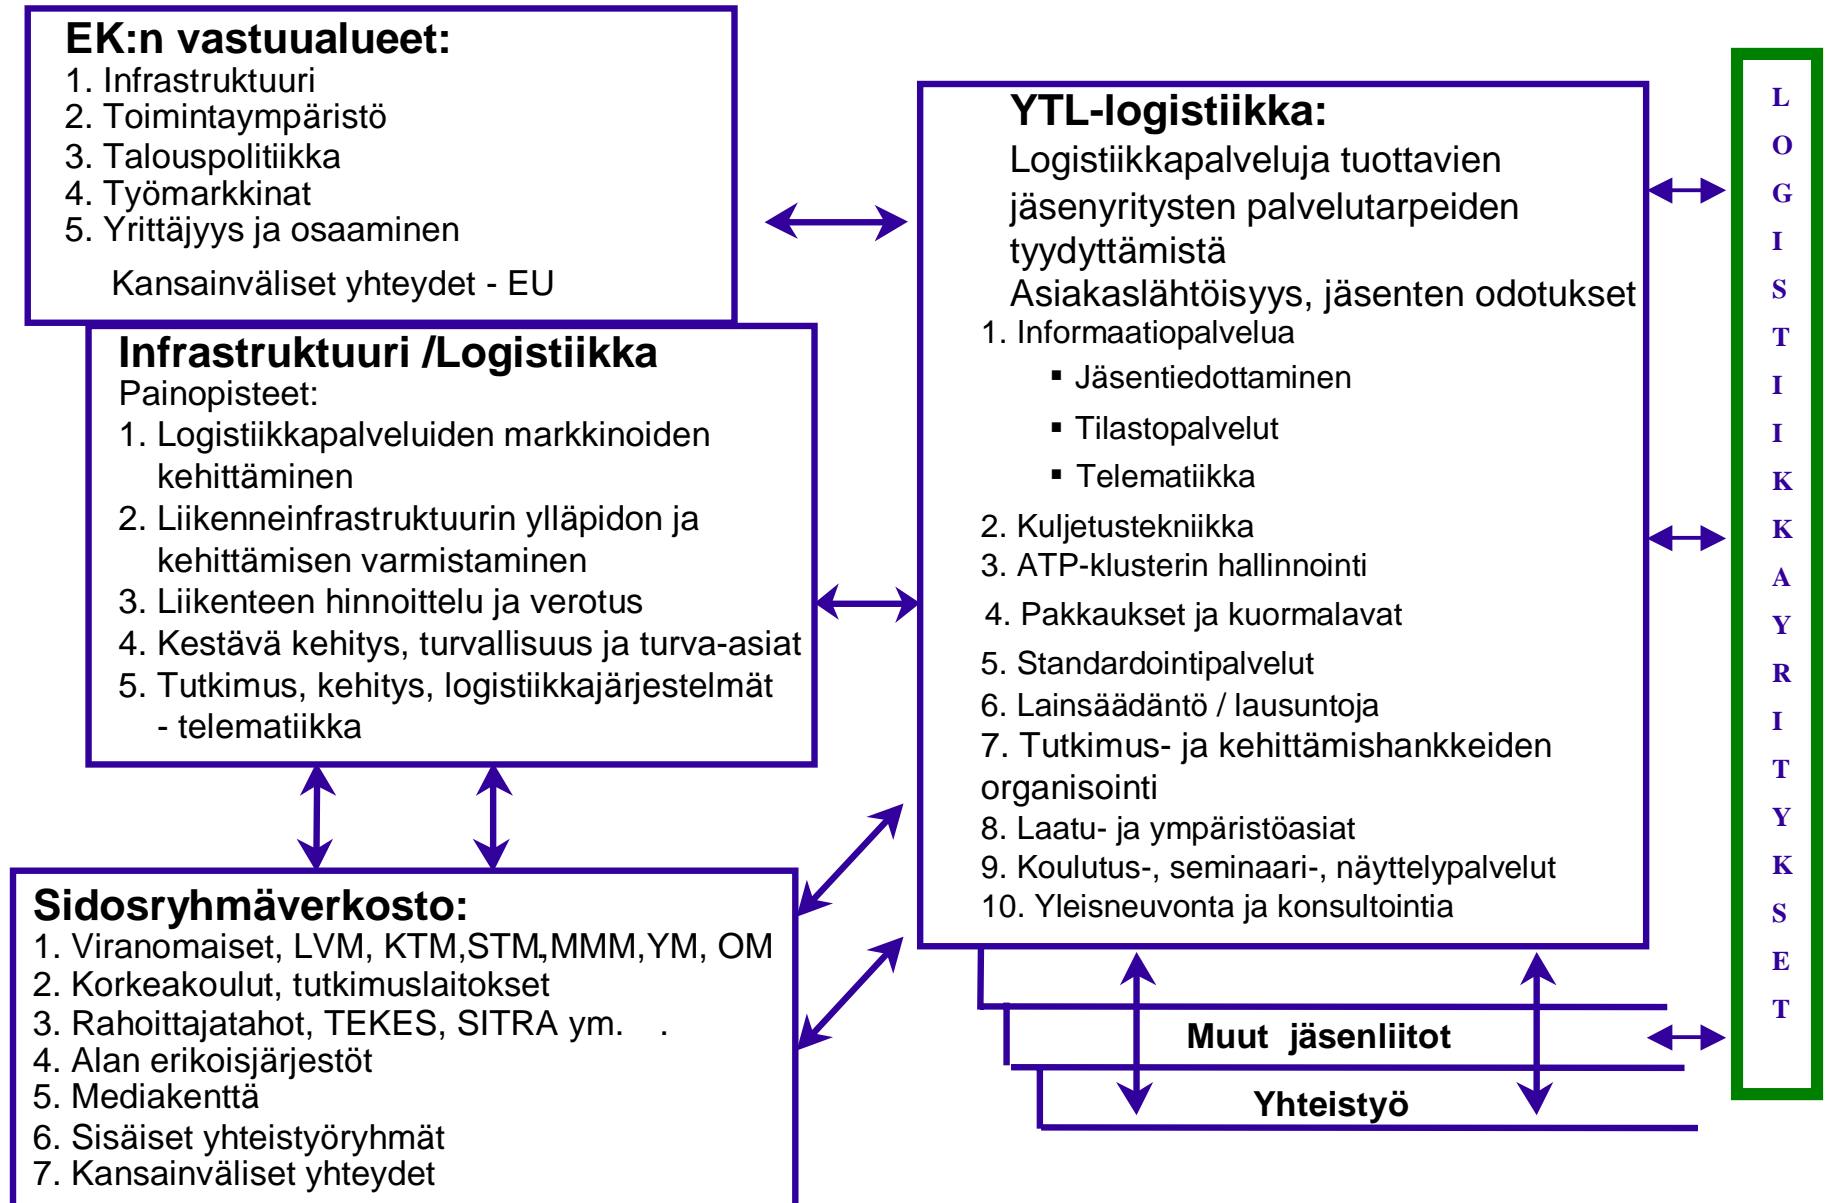 EK:n vastuualueet:
1. Infrastruktuuri
2. Toimintaympäristö
3. Talouspolitiikka
4. Työmarkkinat
5. Yrittäjyys ja osaaminen
Kansainväliset yhteydet - EU
Infrastruktuuri /Logistiikka
Painopisteet:
1. Logistiikkapalveluiden markkinoiden
kehittäminen
2. Liikenneinfrastruktuurin ylläpidon ja
kehittämisen varmistaminen
3. Liikenteen hinnoittelu ja verotus
4. Kestävä kehitys, turvallisuus ja turva-asiat
5. Tutkimus, kehitys, logistiikkajärjestelmät
- telematiikka
Sidosryhmäverkosto:
1. Viranomaiset, LVM, KTM,STM,,MMM,YM, OM
2. Korkeakoulut, tutkimuslaitokset
3. Rahoittajatahot, TEKES, SITRA ym. .
4. Alan erikoisjärjestöt
5. Mediakenttä
6. Sisäiset yhteistyöryhmät
7. Kansainväliset yhteydet
YTL-logistiikka:
Logistiikkapalveluja tuottavien
jäsenyritysten palvelutarpeiden
tyydyttämistä
Asiakaslähtöisyys, jäsenten odotukset
1. Informaatiopalvelua
▪ Jäsentiedottaminen
▪ Tilastopalvelut
▪ Telematiikka
2. Kuljetustekniikka
3. ATP-klusterin hallinnointi
4. Pakkaukset ja kuormalavat
5. Standardointipalvelut
6. Lainsäädäntö / lausuntoja
7. Tutkimus- ja kehittämishankkeiden
organisointi
8. Laatu- ja ympäristöasiat
9. Koulutus-, seminaari-, näyttelypalvelut
10. Yleisneuvonta ja konsultointia
Muut jäsenliitot
Yhteistyö
LOGISTIIKKAYRITYKSET